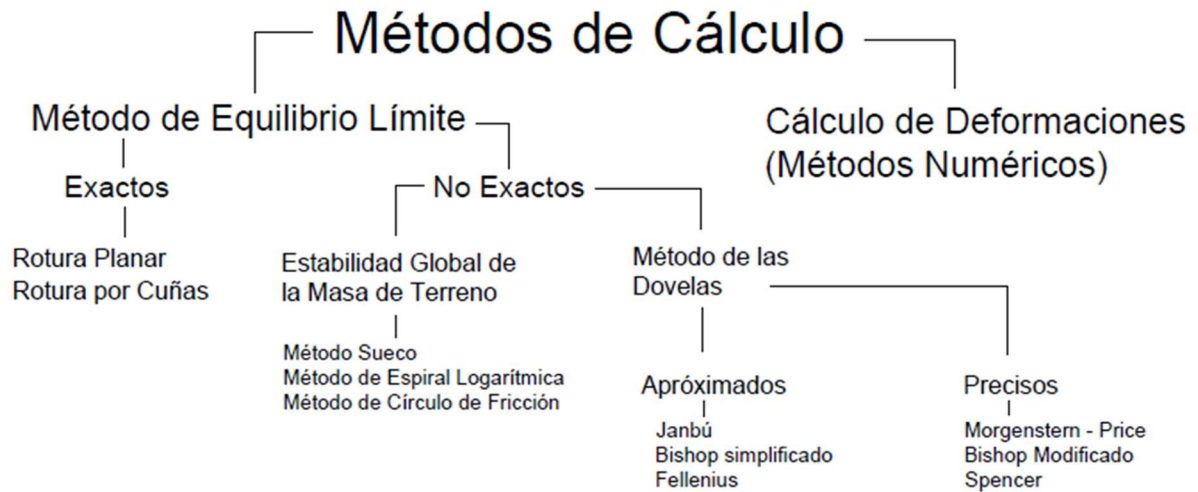 Métodos de Cálculo
Método de Equilibrio Límite
Cálculo de Deformaciones
(Métodos Numéricos)
Exactos
No Exactos
Rotura Planar
Rotura por Cuñas
Estabilidad Global de
la Masa de Terreno
Método de las
Dovelas
Método Sueco
Método de Espiral Logarítmica
Método de Círculo de Fricción
Apróximados
Precisos
Janbú
Bishop simplificado
Fellenius
Morgenstern - Price
Bishop Modificado
Spencer